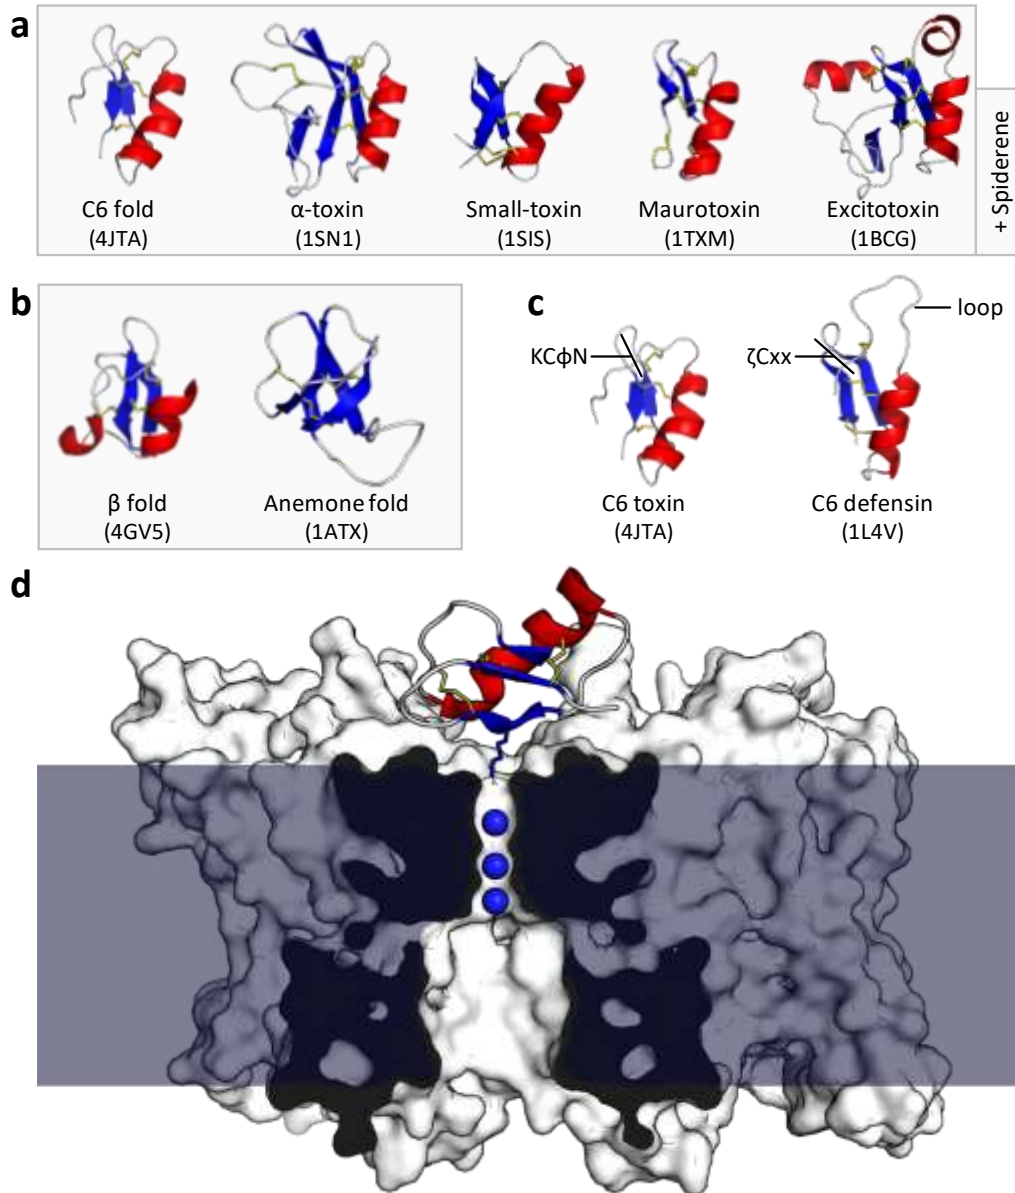 a
C6 fold
(4JTA)
α-toxin
(1SN1)
Small-toxin
(1SIS)
Maurotoxin
(1TXM)
Excitotoxin
(1BCG)
+ Spiderene
b
β fold
(4GV5)
Anemone fold
(1ATX)
c
KCϕN
C6 toxin
(4JTA)
ζCxx
loop
C6 defensin
(1L4V)
d